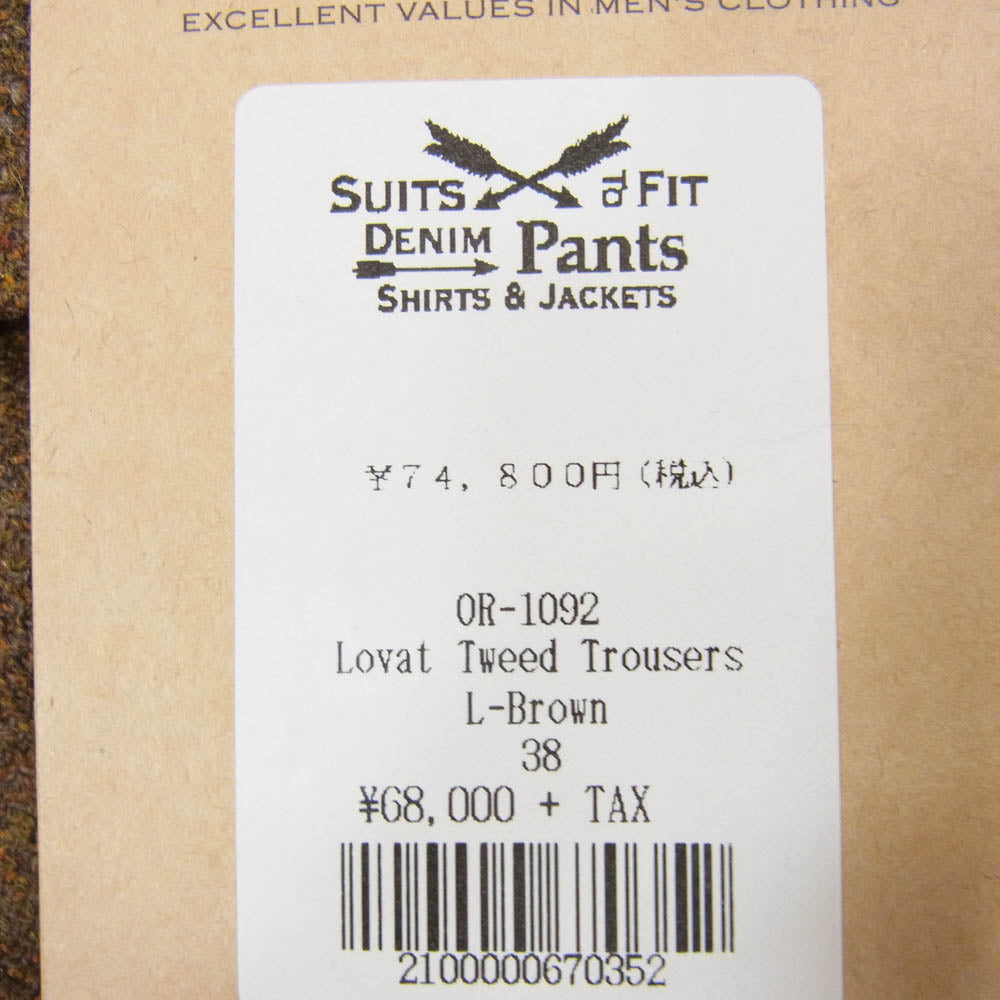 EXCELLENT VALUES IN MEN'S CLOTHING
SUITS To FIT
DENIM Pants
SHIRTS & JACKETS
¥74,800円(税込)
OR-1092
Lovat Tweed Trousers
L-Brown
38
¥68,000 + TAX
2100000670352